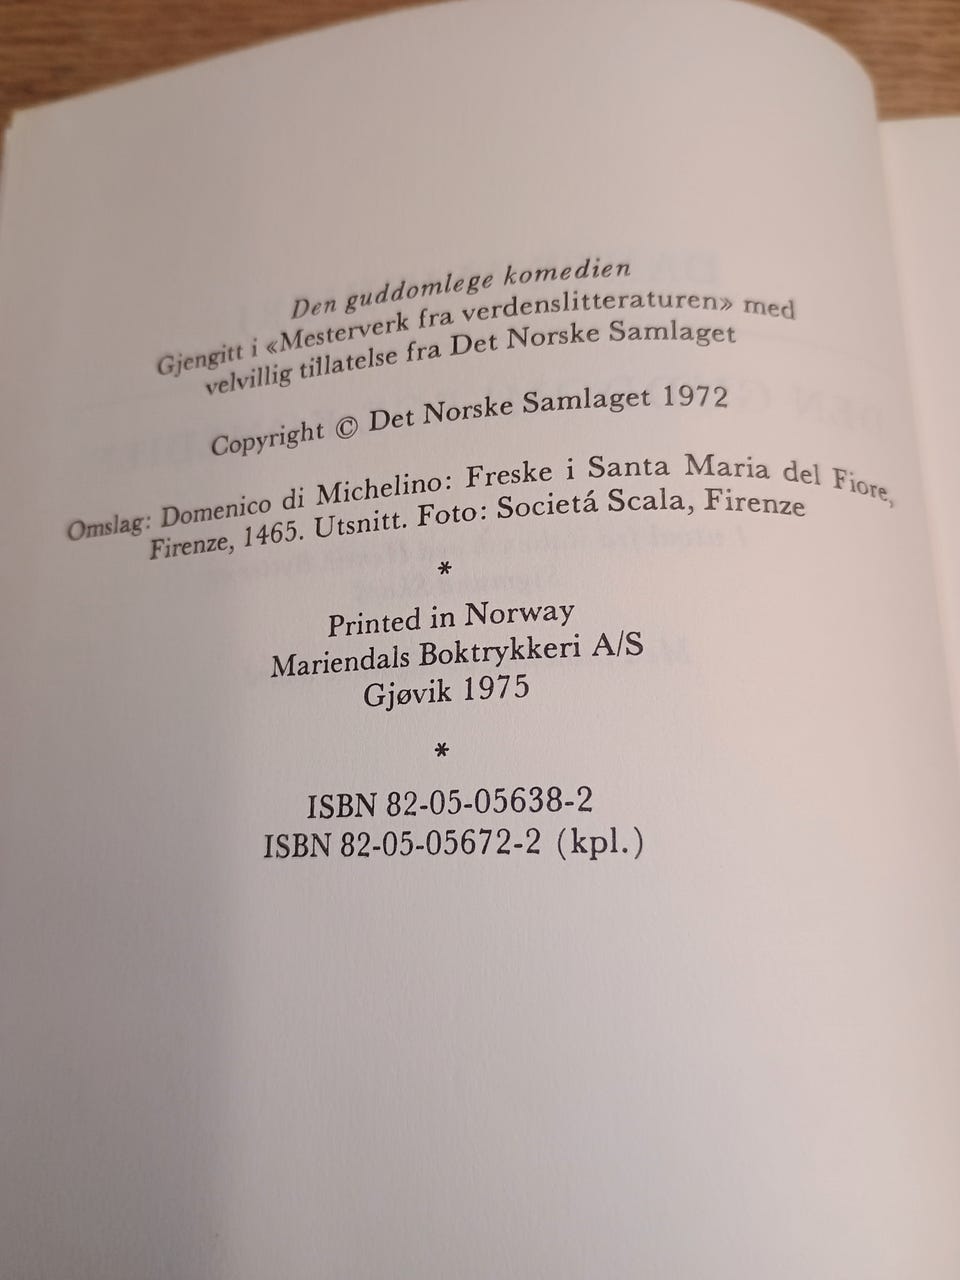 Den guddomlege komedien
Gjengitt i «Mesterverk fra verdenslitteraturen» med
velvillig tillatelse fra Det Norske Samlaget
Copyright © Det Norske Samlaget 1972
Omslag: Domenico di Michelino: Freske i Santa Maria del Fiore,
Firenze, 1465. Utsnitt. Foto: Societá Scala, Firenze
*
Printed in Norway
Mariendals Boktrykkeri A/S
Gjøvik 1975
*
ISBN 82-05-05638-2
ISBN 82-05-05672-2 (kpl.)